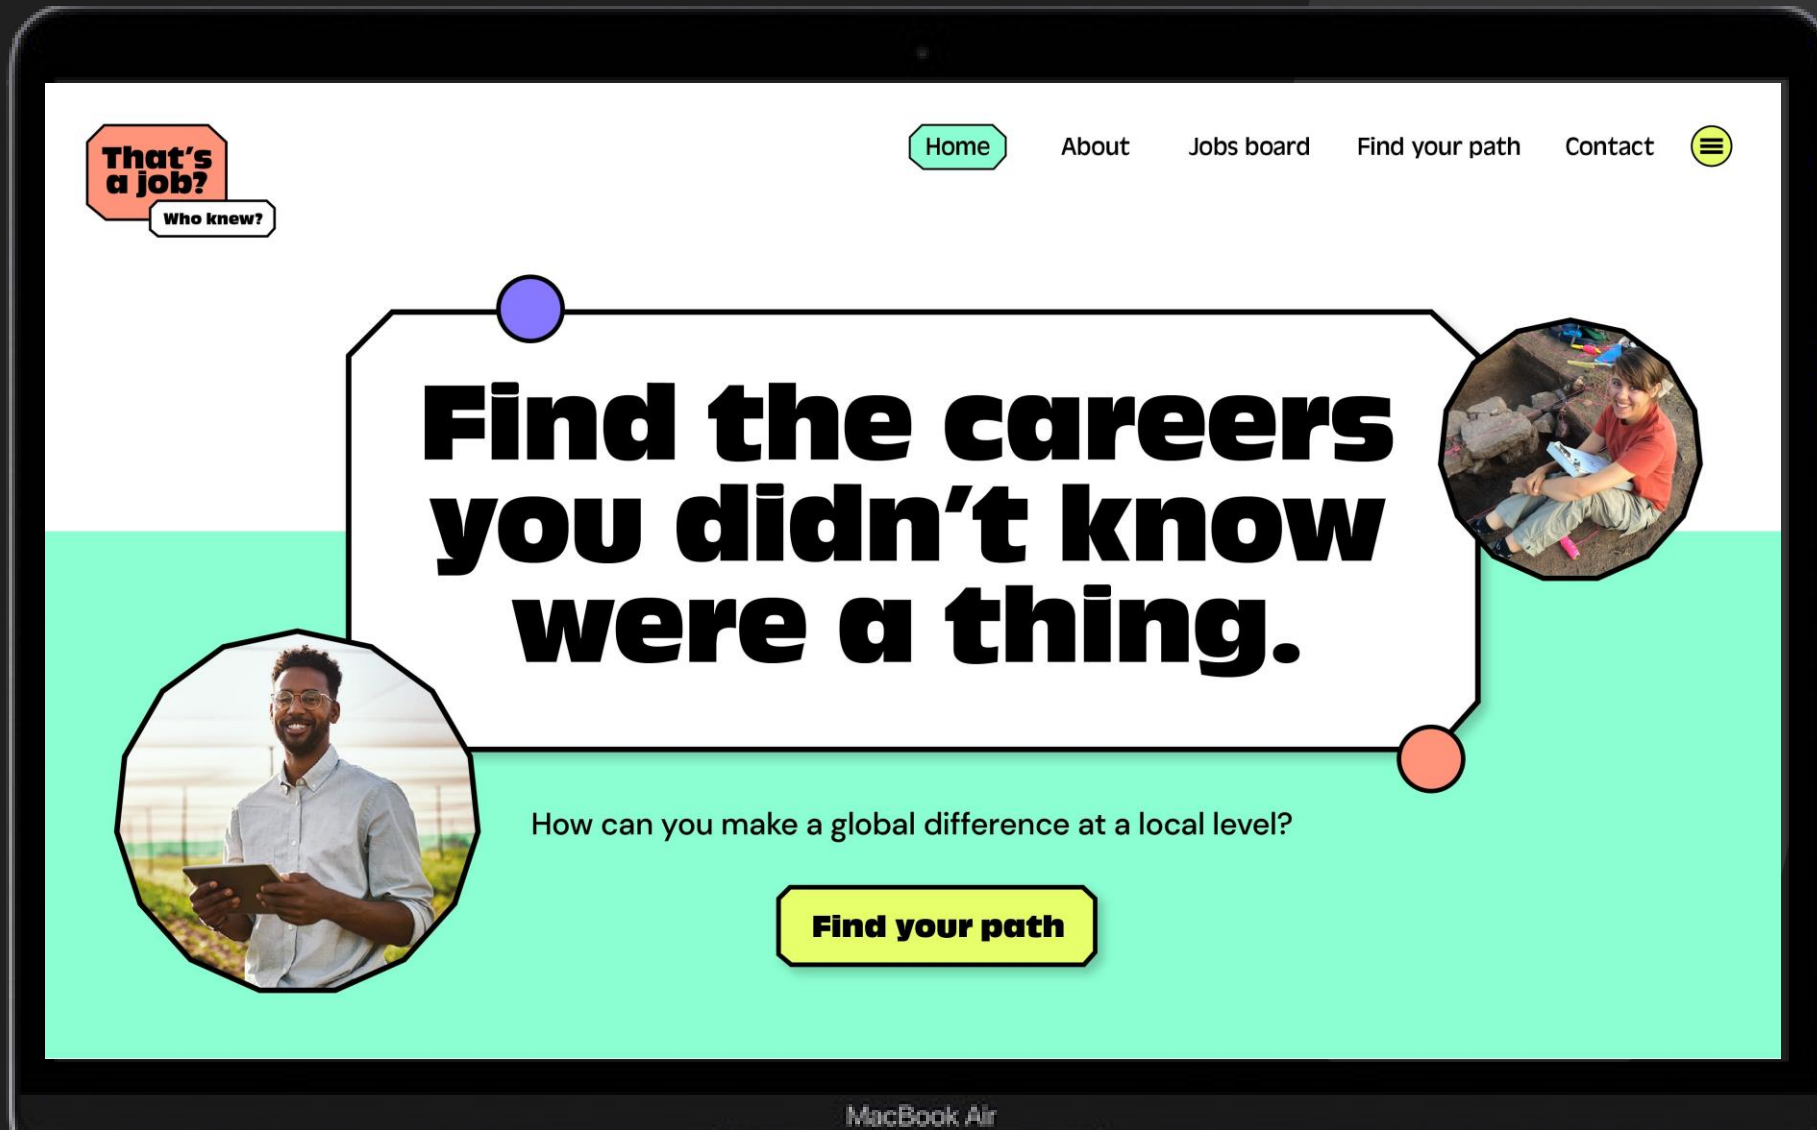 That's
a job?
Who knew?
Home About Jobs board Find your path Contact
Find the careers
you didn't know
were a thing.
How can you make a global difference at a local level?
Find your path
MacBook Air